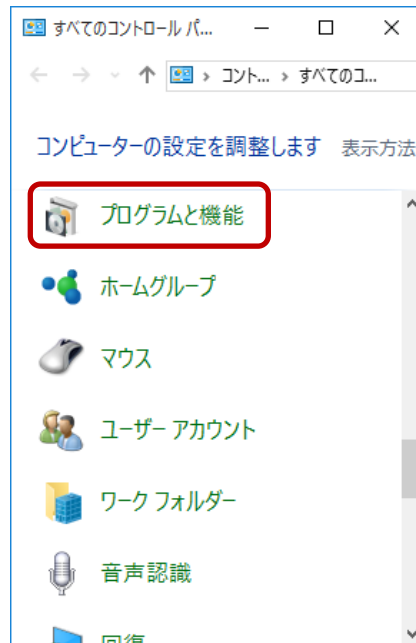 すべてのコントロール パ...
コント... › すべてのコ...
コンピューターの設定を調整します 表示方法
プログラムと機能
ホームグループ
マウス
ユーザー アカウント
ワーク フォルダー
音声認識
回復